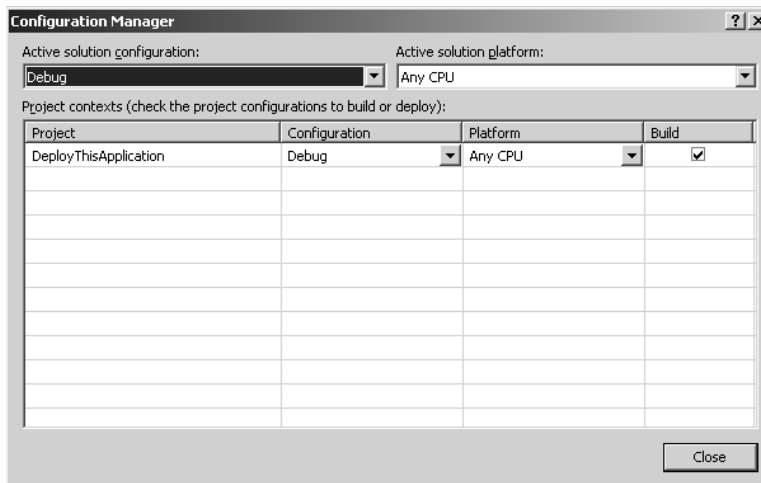 Configuration Manager
Active solution configuration: Active solution platform:
Debug Any CPU
Project contexts (check the project configurations to build or deploy):
Project Configuration Platform Build
DeployThisApplication Debug Any CPU
Close